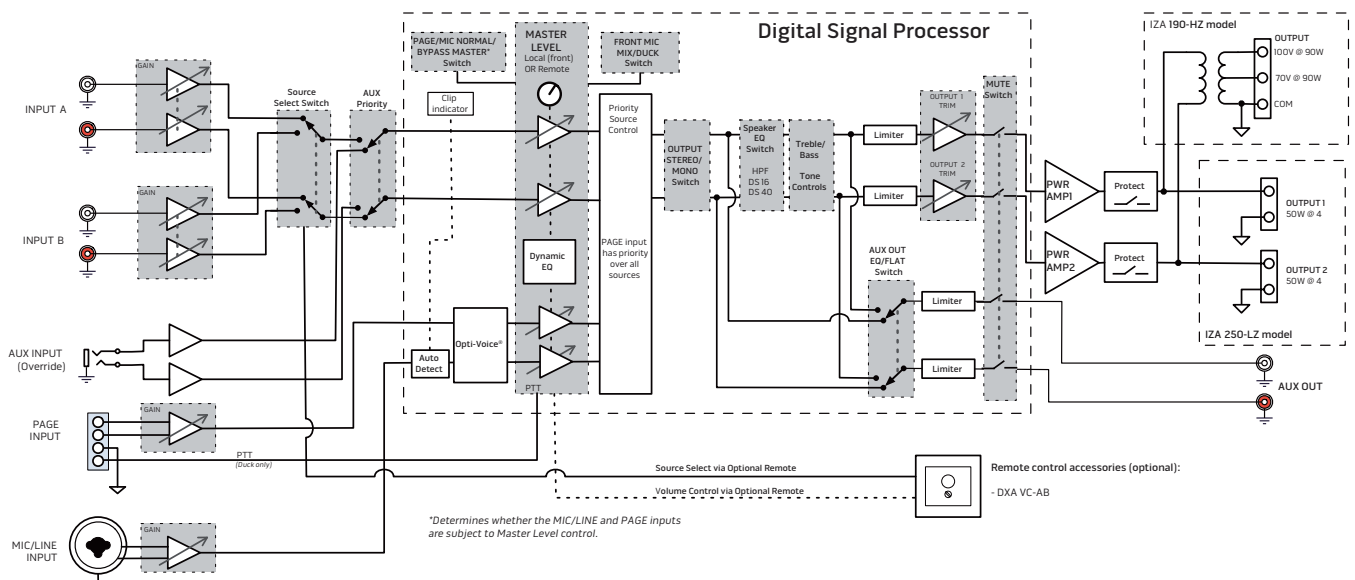 Digital Signal Processor
IZA 190-HZ model
OUTPUT
100V @ 90W
70V @ 90W
COM
PAGE/MIC NORMAL/
BYPASS MASTER*
Switch
MASTER
LEVEL
Local (front)
OR Remote
FRONT MIC
MIX/DUCK
Switch
GAIN
INPUT A
Source
Select Switch
AUX
Priority
Clip
indicator
Priority
Source
Control
OUTPUT
STEREO/
MONO
Switch
Speaker
EQ
Switch
HPF
DS 16
DS 40
Treble/
Bass
Tone
Controls
Limiter
Limiter
OUTPUT 1
TRIM
OUTPUT 2
TRIM
MUTE
Switch
PWR
AMP1
Protect
PWR
AMP2
Protect
OUTPUT 1
50W @ 4
OUTPUT 2
50W @ 4
IZA 250-LZ model
GAIN
INPUT B
Dynamic
EQ
PAGE input
has priority
over all
sources
AUX OUT
EQ/FLAT
Switch
Limiter
Limiter
AUX INPUT
(Override)
Auto
Detect
Opti-Voice®
PTT
AUX OUT
PAGE
INPUT
GAIN
PTT
(Duck only)
Source Select via Optional Remote
Volume Control via Optional Remote
Remote control accessories (optional):
- DXA VC-AB
*Determines whether the MIC/LINE and PAGE inputs
are subject to Master Level control.
MIC/LINE
INPUT
GAIN